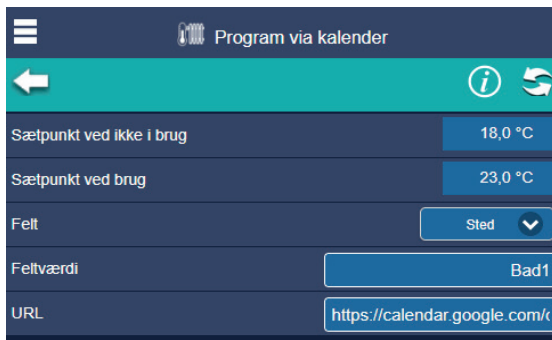 Program via kalender
Sætpunkt ved ikke i brug 18,0 °C
Sætpunkt ved brug 23,0 °C
Felt Sted
Feltværdi Bad1
URL https://calendar.google.com/